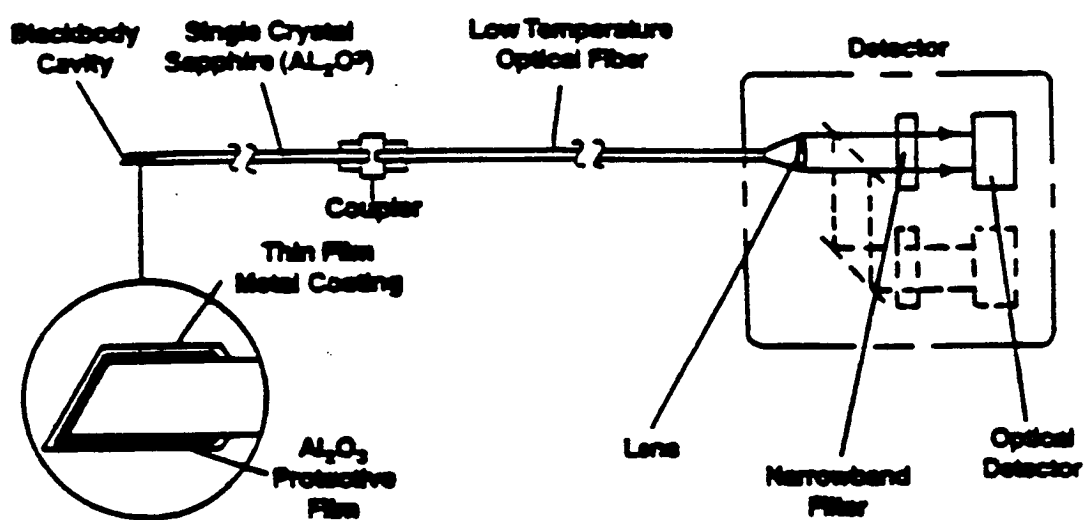 Blackbody
Cavity
Single Crystal
Sapphire (AL₂O³)
Low Temperature
Optical Fiber
Detector
Coupler
Thin Film
Metal Coating
AL₂O₃
Protective
Film
Lens
Narrowband
Filter
Optical
Detector